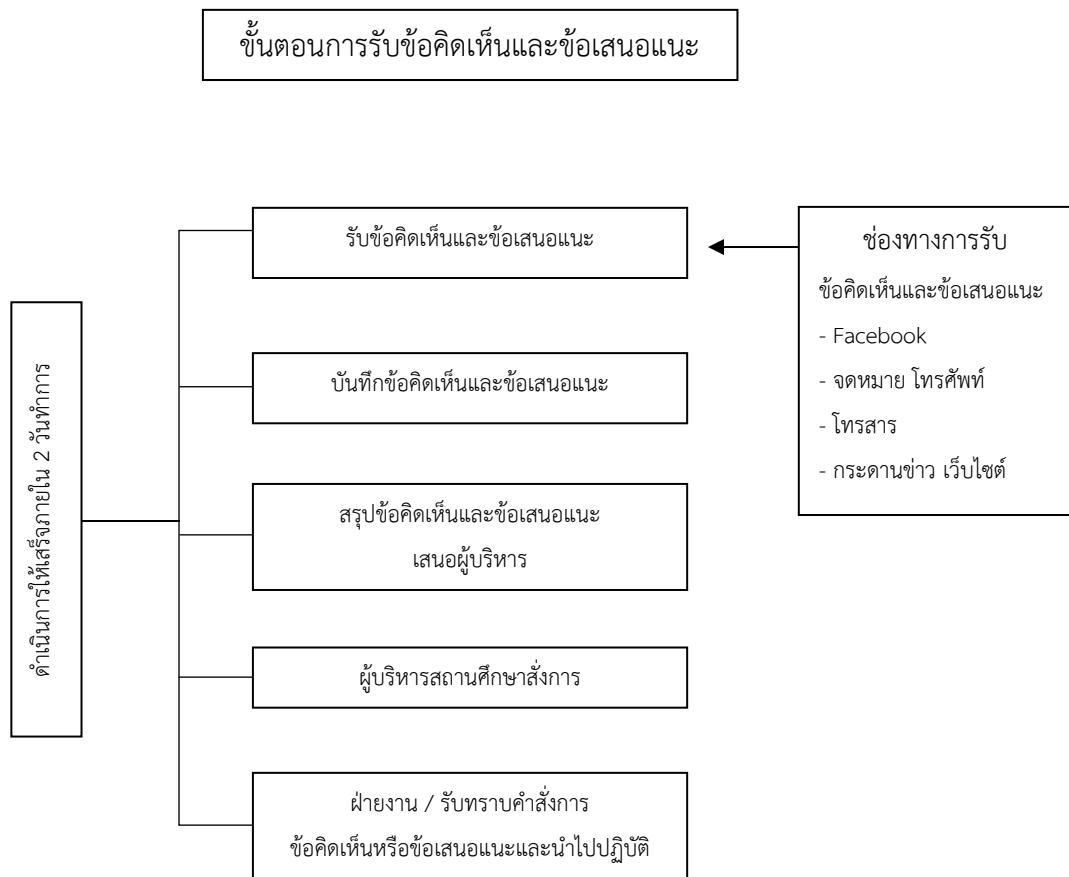 ขั้นตอนการรับข้อคิดเห็นและข้อเสนอแนะ
รับข้อคิดเห็นและข้อเสนอแนะ
ช่องทางการรับ
ข้อคิดเห็นและข้อเสนอแนะ
- Facebook
- จดหมาย โทรศัพท์
- โทรสาร
- กระดานข่าว เว็บไซต์
ดำเนินการให้เสร็จภายใน 2 วันทำการ
บันทึกข้อคิดเห็นและข้อเสนอแนะ
สรุปข้อคิดเห็นและข้อเสนอแนะ
เสนอผู้บริหาร
ผู้บริหารสถานศึกษาสั่งการ
ฝ่ายงาน / รับทราบคำสั่งการ
ข้อคิดเห็นหรือข้อเสนอแนะและนำไปปฏิบัติ